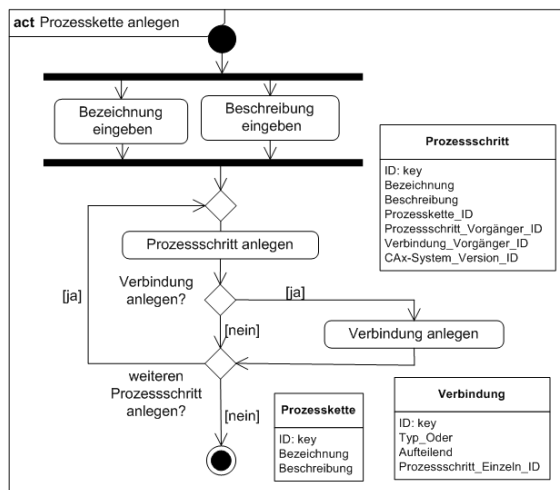 act Prozesskette anlegen
Bezeichnung
eingeben
Beschreibung
eingeben
Prozessschritt
ID: key
Bezeichnung
Beschreibung
Prozesskette_ID
Prozessschritt_Vorgänger_ID
Verbindung_Vorgänger_ID
CAx-System_Version_ID
Prozessschritt anlegen
Verbindung
anlegen?
[ja]
[ja]
[nein]
Verbindung anlegen
weiteren
Prozessschritt
anlegen?
[nein]
Prozesskette
ID: key
Bezeichnung
Beschreibung
Verbindung
ID: key
Typ_Oder
Aufteilend
Prozessschritt_Einzeln_ID